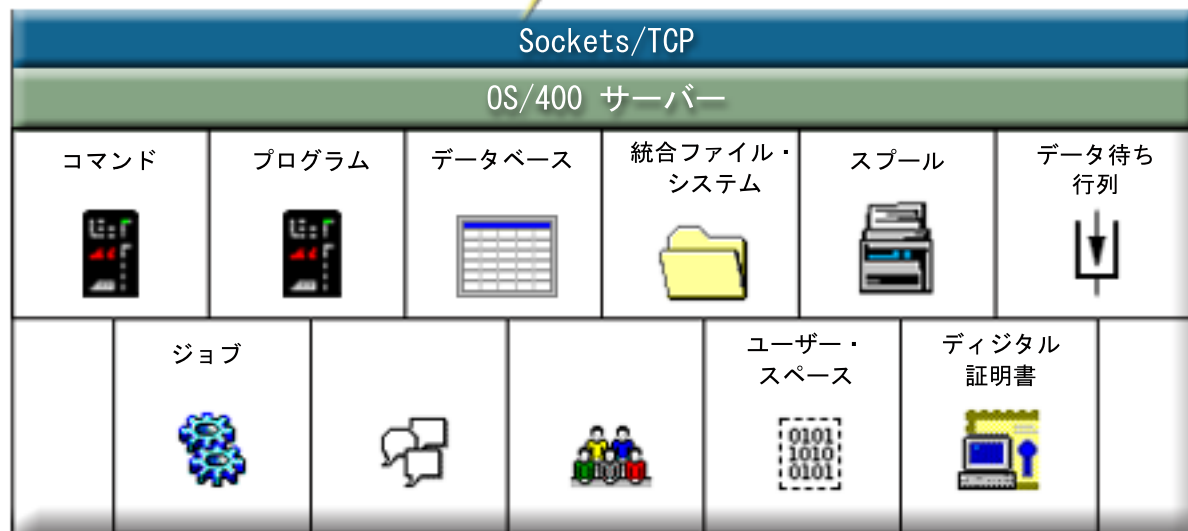 Sockets/TCP
OS/400 サーバー
コマンド
プログラム
データベース
統合ファイル・
システム
スプール
データ待ち
行列
ジョブ
ユーザー・
スペース
ディジタル
証明書
0101
1010
0101